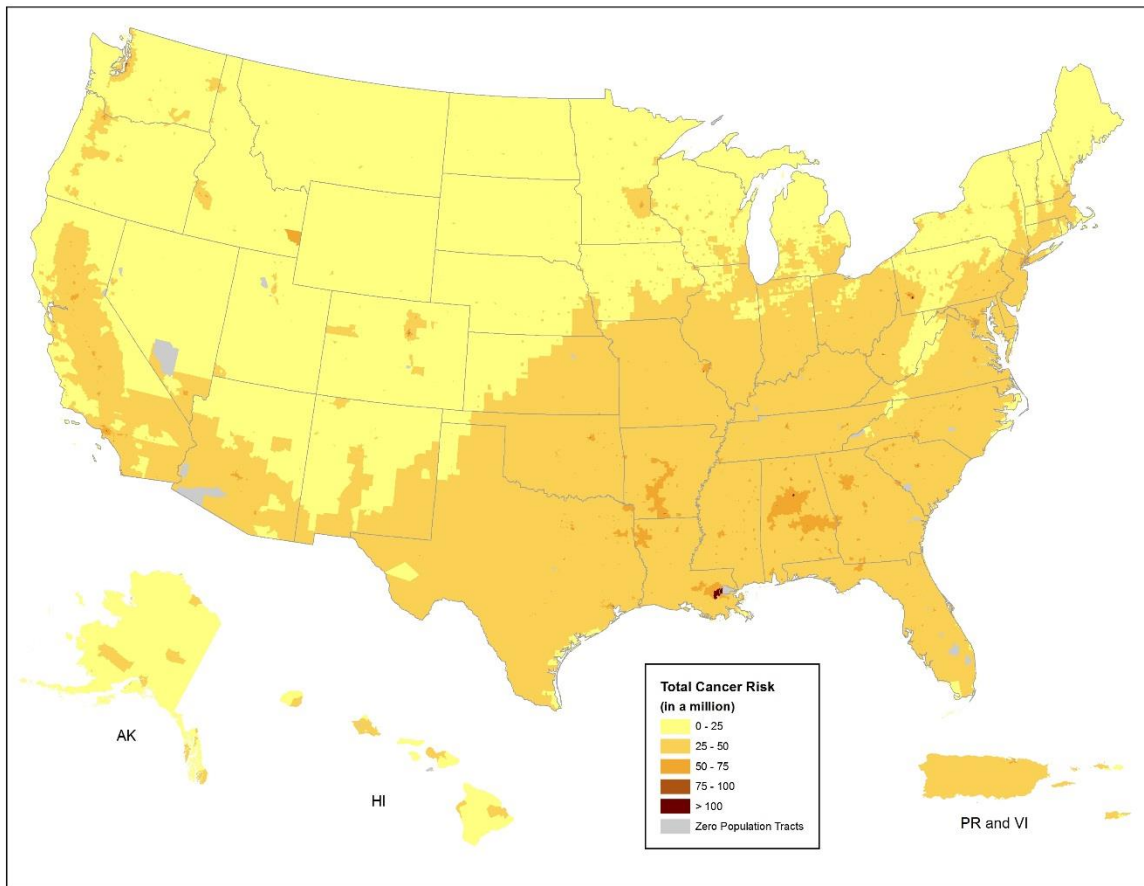 AK
HI
Total Cancer Risk
(in a million)
0 - 25
25 - 50
50 - 75
75 - 100
> 100
Zero Population Tracts
PR and VI